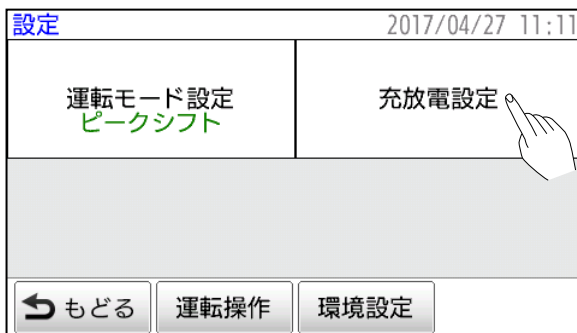 設定 2017/04/27 11:11
運転モード設定
ピークシフト
充放電設定
もどる 運転操作 環境設定